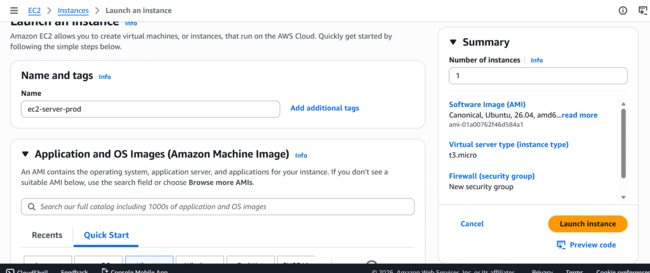 EC2 > Instances > Launch an instance
Launch an instance Info
Amazon EC2 allows you to create virtual machines, or instances, that run on the AWS Cloud. Quickly get started by
following the simple steps below.
Name and tags Info
Name
ec2-server-prod
Add additional tags
Application and OS Images (Amazon Machine Image) Info
An AMI contains the operating system, application server, and applications for your instance. If you don't see a
suitable AMI below, use the search field or choose Browse more AMIs.
Search our full catalog including 1000s of application and OS images
Recents
Quick Start
Summary
Number of instances Info
1
Software Image (AMI)
Canonical, Ubuntu, 26.04, amd6...read more
ami-01a00762f46d584a1
Virtual server type (instance type)
t3.micro
Firewall (security group)
New security group
Cancel
Launch instance
Preview code
CloudShell
Feedback
Console Mobile App
© 2026, Amazon Web Services, Inc. or its affiliates.
Privacy
Terms
Cookie preferences